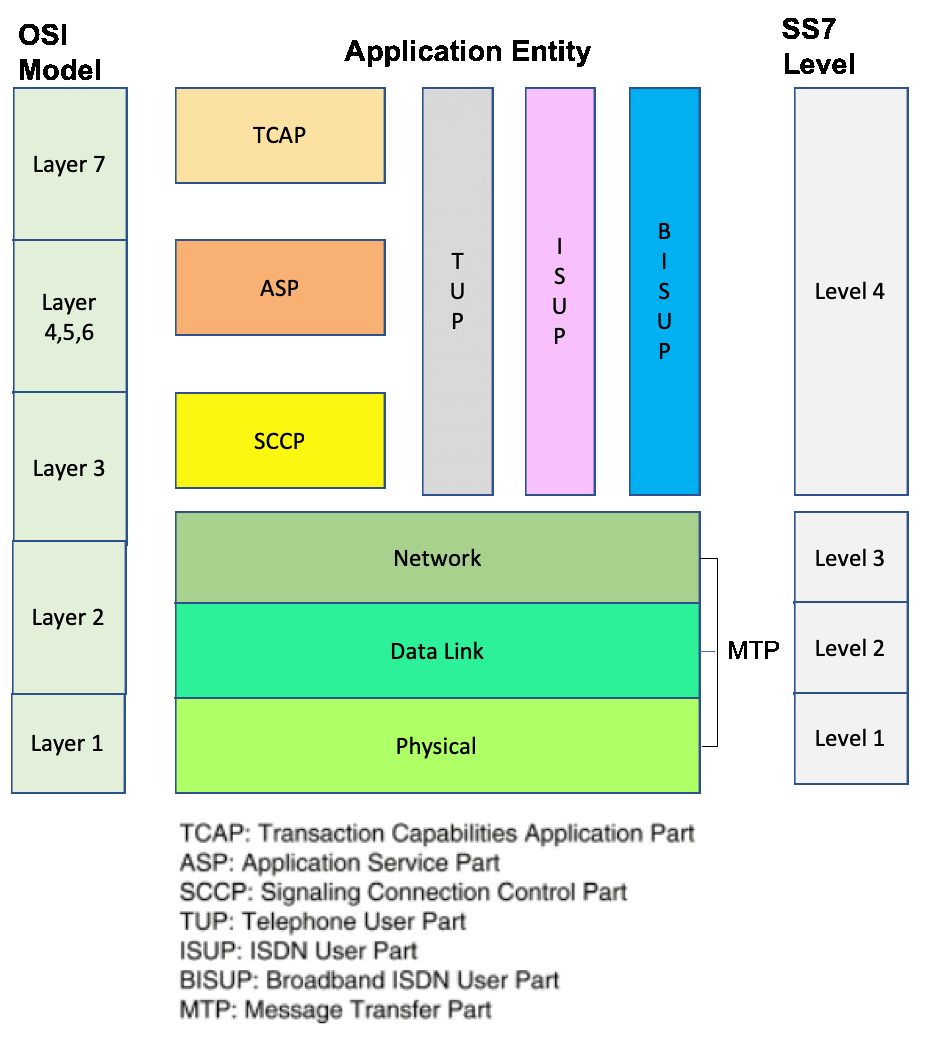 OSI
Model
Application Entity
SS7
Level
Layer 7
Layer
4,5,6
Layer 3
Layer 2
Layer 1
TCAP
ASP
SCCP
T
U
P
I
S
U
P
B
I
S
U
P
Network
Data Link
Physical
MTP
Level 4
Level 3
Level 2
Level 1
TCAP: Transaction Capabilities Application Part
ASP: Application Service Part
SCCP: Signaling Connection Control Part
TUP: Telephone User Part
ISUP: ISDN User Part
BISUP: Broadband ISDN User Part
MTP: Message Transfer Part